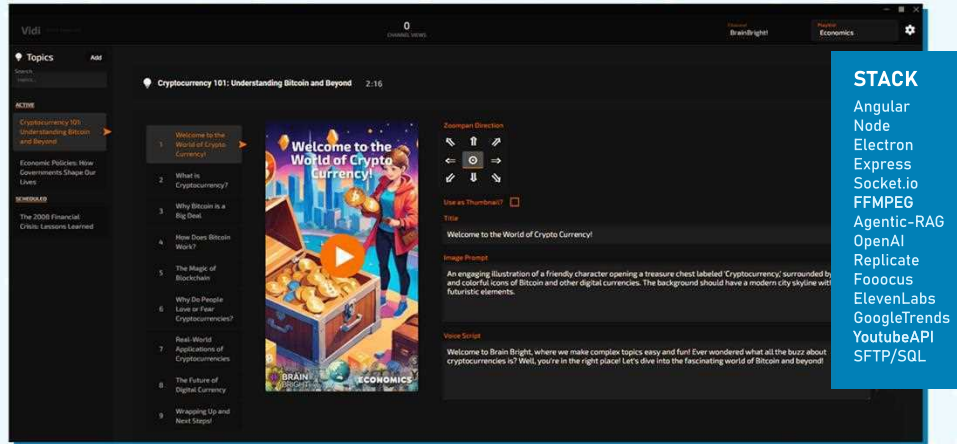 Vidi
0
CHANNEL VIEWS
Channel
BrainBright!
Playlist
Economics
Topics
Add
Search
ACTIVE
Cryptocurrency 101:
Understanding Bitcoin
and Beyond
Economic Policies: How
Governments Shape Our
Lives
SCHEDULED
The 2008 Financial
Crisis: Lessons Learned
Cryptocurrency 101: Understanding Bitcoin and Beyond
2:16
1
Welcome to the
World of Crypto
Currency!
2
What is
Cryptocurrency?
3
Why Bitcoin is a
Big Deal
4
How Does Bitcoin
Work?
5
The Magic of
Blockchain
6
Why Do People
Love or Fear
Cryptocurrencies?
7
Real-World
Applications of
Cryptocurrencies
8
The Future of
Digital Currency
9
Wrapping Up and
Next Steps!
Welcome to the
World of Crypto
Currency!
BRAIN
BRIGHT
ECONOMICS
Zoompan Direction
Use as Thumbnail?
Title
Welcome to the World of Crypto Currency!
Image Prompt
An engaging illustration of a friendly character opening a treasure chest labeled 'Cryptocurrency,' surrounded by
and colorful icons of Bitcoin and other digital currencies. The background should have a modern city skyline with
futuristic elements.
Voice Script
Welcome to Brain Bright, where we make complex topics easy and fun! Ever wondered what all the buzz about
cryptocurrencies is? Well, you're in the right place! Let's dive into the fascinating world of Bitcoin and beyond!
STACK
Angular
Node
Electron
Express
Socket.io
FFMPEG
Agentic-RAG
OpenAI
Replicate
Fooocus
ElevenLabs
GoogleTrends
YoutubeAPI
SFTP/SQL